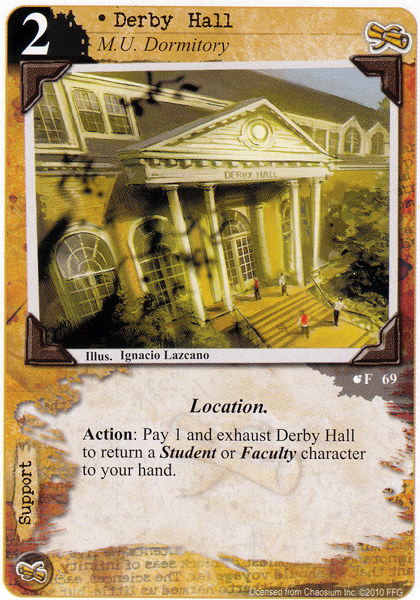 2
• Derby Hall
M.U. Dormitory
DERBY HALL
Illus. Ignacio Lazcano
F 69
Location.
Action: Pay 1 and exhaust Derby Hall
to return a Student or Faculty character
to your hand.
Support
Licensed from Chaosium Inc. ©2010 FFG